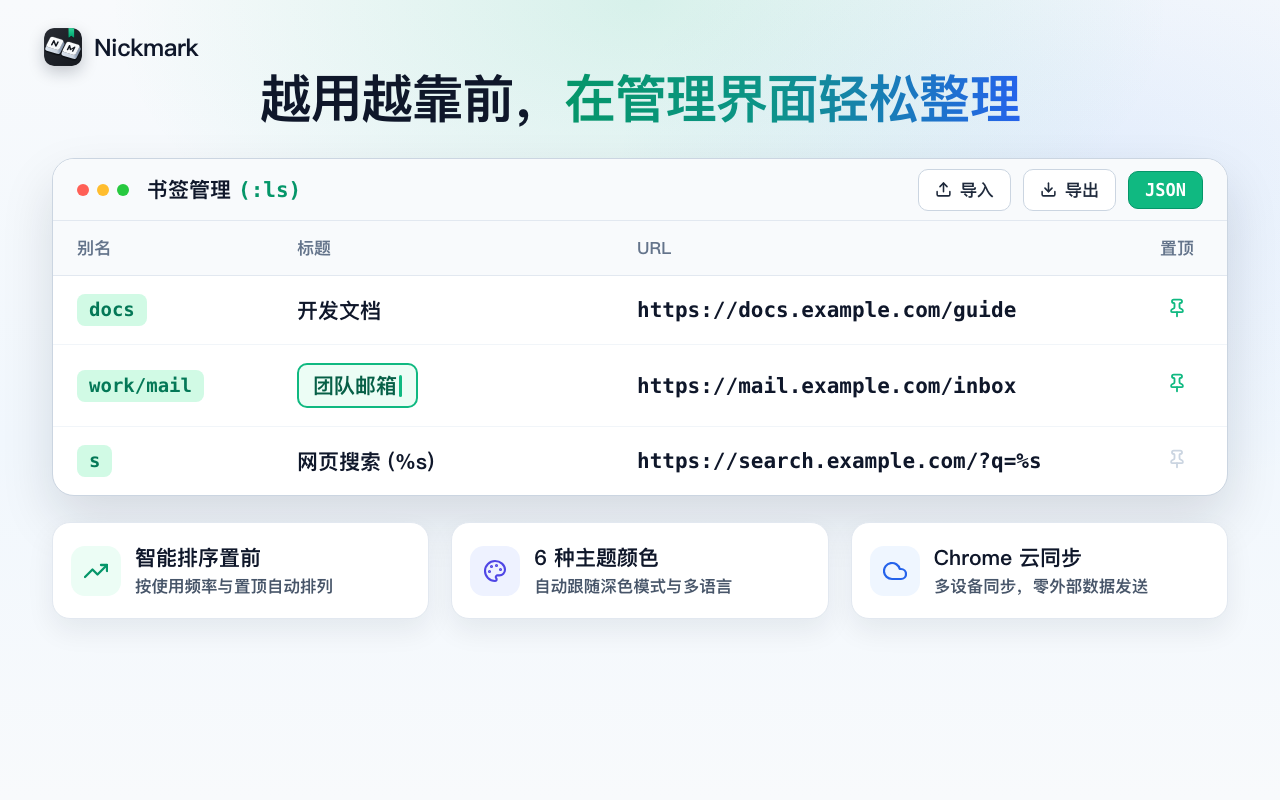 N M
Nickmark
越用越靠前，在管理界面轻松整理
书签管理 (:ls)
导入
导出
JSON
别名
标题
URL
置顶
docs
开发文档
https://docs.example.com/guide
work/mail
团队邮箱
https://mail.example.com/inbox
s
网页搜索 (%s)
https://search.example.com/?q=%s
智能排序置前
按使用频率与置顶自动排列
6 种主题颜色
自动跟随深色模式与多语言
Chrome 云同步
多设备同步，零外部数据发送